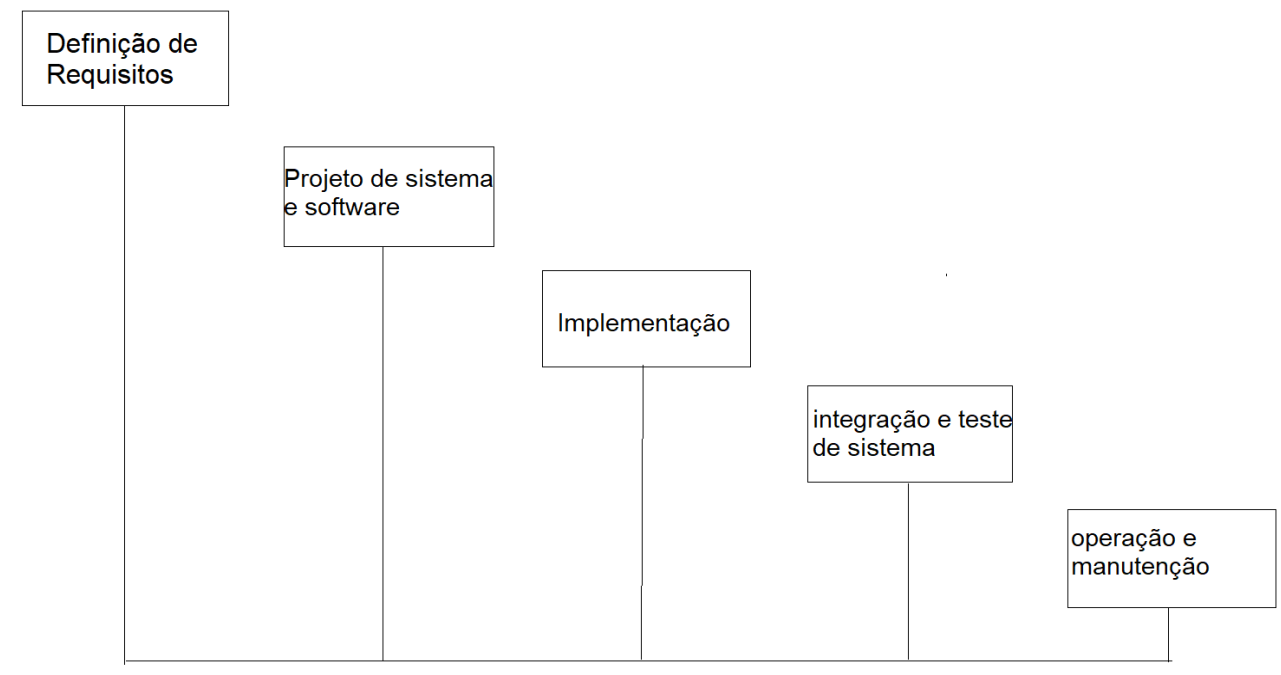 Definição de
Requisitos
Projeto de sistema
e software
Implementação
integração e teste
de sistema
operação e
manutenção